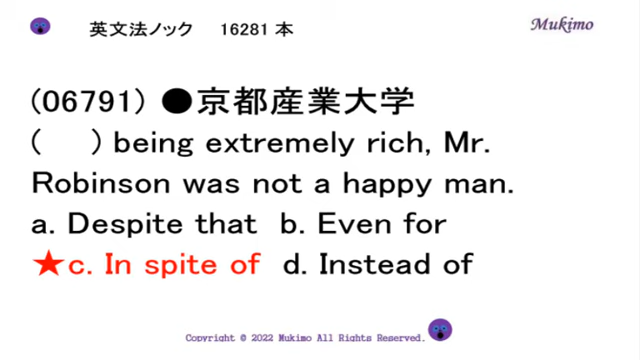 英文法ノック 16281 本 Mukimo
(06791) ●京都産業大学
( ) being extremely rich, Mr.
Robinson was not a happy man.
a. Despite that b. Even for
★c. In spite of d. Instead of
Copyright @ 2022 Mukimo All Rights Reserved.